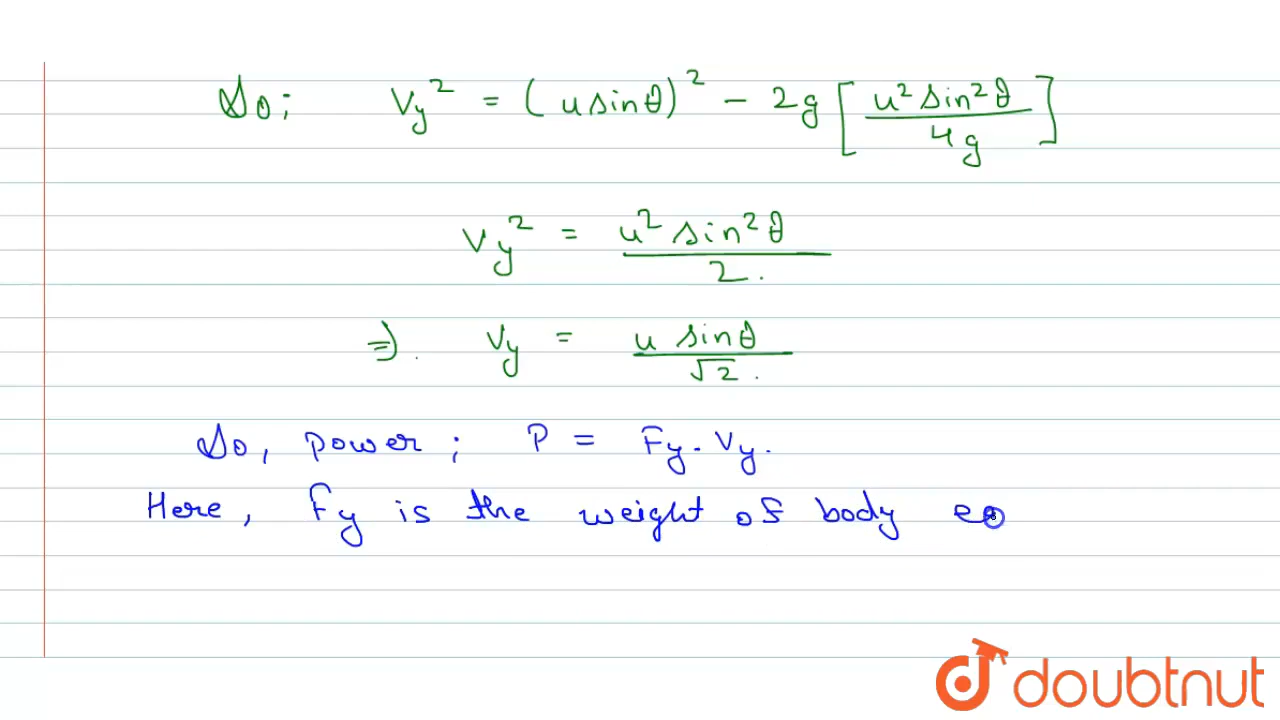 So; Vy² = (u sinθ)² - 2g [u² sin²θ / 4g]
Vy² = u² sin²θ / 2.
⇒. Vy = u sinθ / √2.
So, power; P = Fy. Vy.
Here, Fy is the weight of body
doubtnut